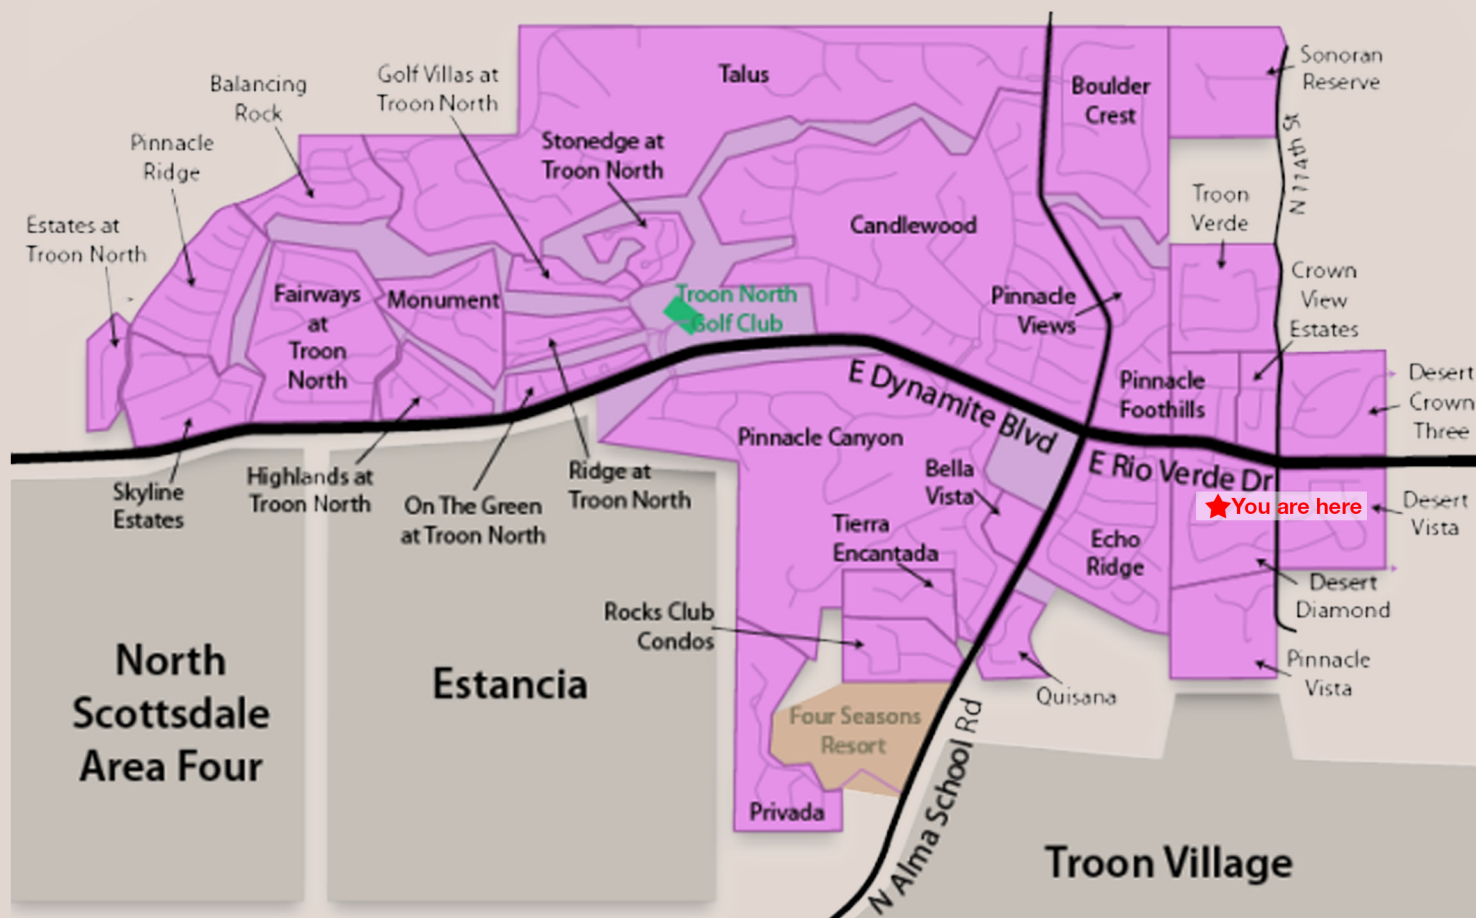 Talus
Golf Villas at
Troon North
Balancing
Rock
Boulder
Crest
Sonoran
Reserve
Pinnacle
Ridge
Stonedge at
Troon North
N 114th St
Troon
Verde
Estates at
Troon North
Candlewood
Crown
View
Estates
Fairways
at
Troon
North
Monument
Troon North
Golf Club
Pinnacle
Views
E Dynamite Blvd
Pinnacle
Foothills
Desert
Crown
Three
Pinnacle Canyon
E Rio Verde Dr
Skyline
Estates
Highlands at
Troon North
On The Green
at Troon North
Ridge at
Troon North
Bella
Vista
You are here
Desert
Vista
Tierra
Encantada
Echo
Ridge
Desert
Diamond
Rocks Club
Condos
Pinnacle
Vista
Quisana
North
Scottsdale
Area Four
Estancia
Four Seasons
Resort
N Alma School Rd
Privada
Troon Village